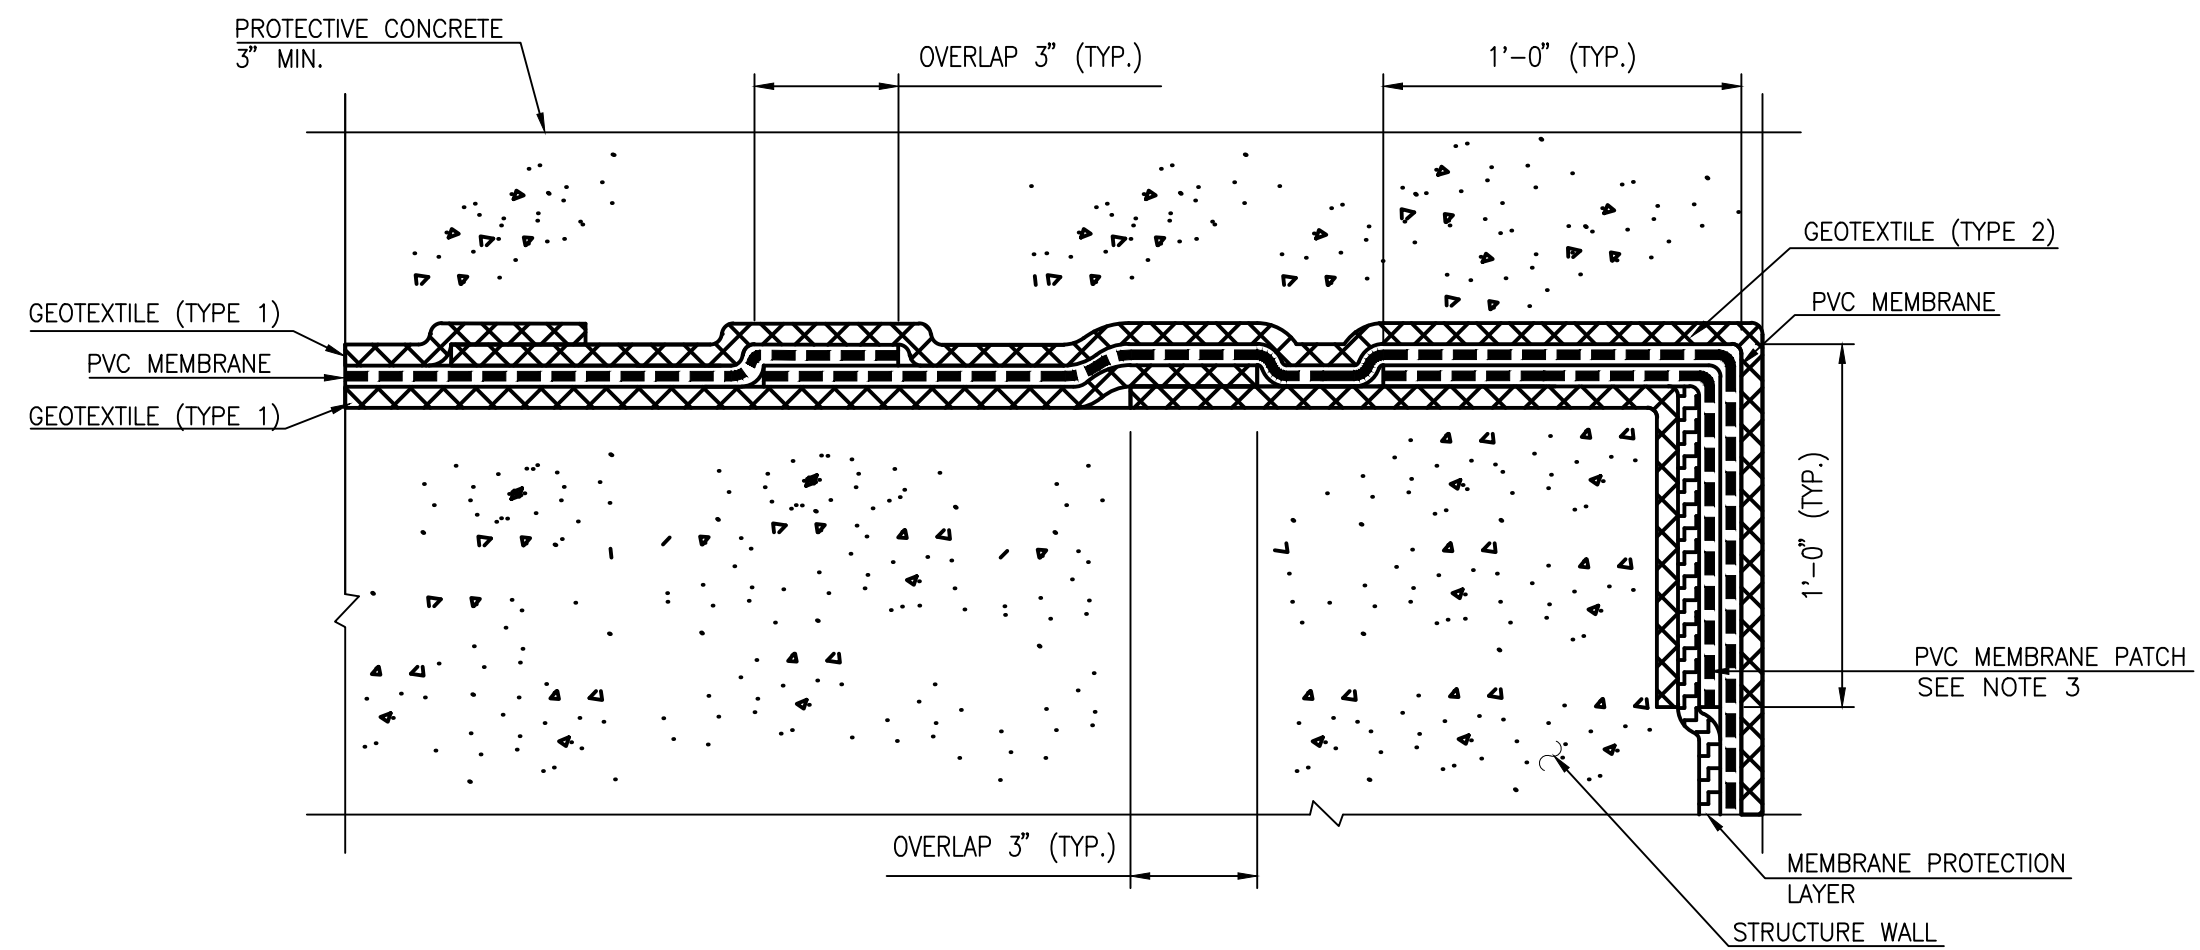 PROTECTIVE CONCRETE
3" MIN.
OVERLAP 3" (TYP.)
1'-0" (TYP.)
GEOTEXTILE (TYPE 2)
PVC MEMBRANE
GEOTEXTILE (TYPE 1)
PVC MEMBRANE
GEOTEXTILE (TYPE 1)
1'-0" (TYP.)
PVC MEMBRANE PATCH
SEE NOTE 3
OVERLAP 3" (TYP.)
MEMBRANE PROTECTION
LAYER
STRUCTURE WALL